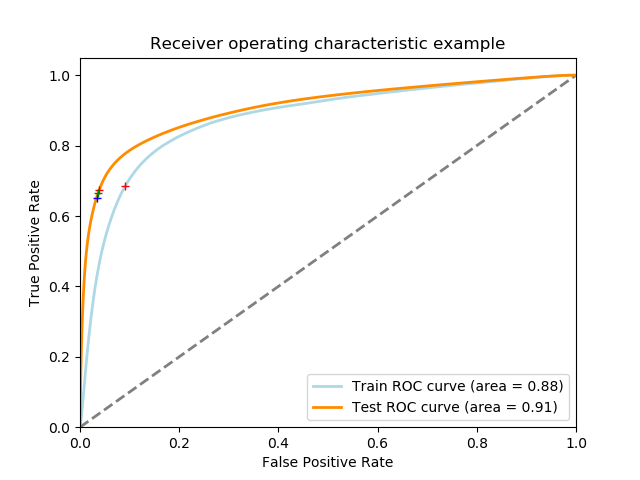 Receiver operating characteristic example
1.0
0.8
0.6
0.4
0.2
0.0
True Positive Rate
Train ROC curve (area = 0.88)
Test ROC curve (area = 0.91)
0.0 0.2 0.4 0.6 0.8 1.0
False Positive Rate